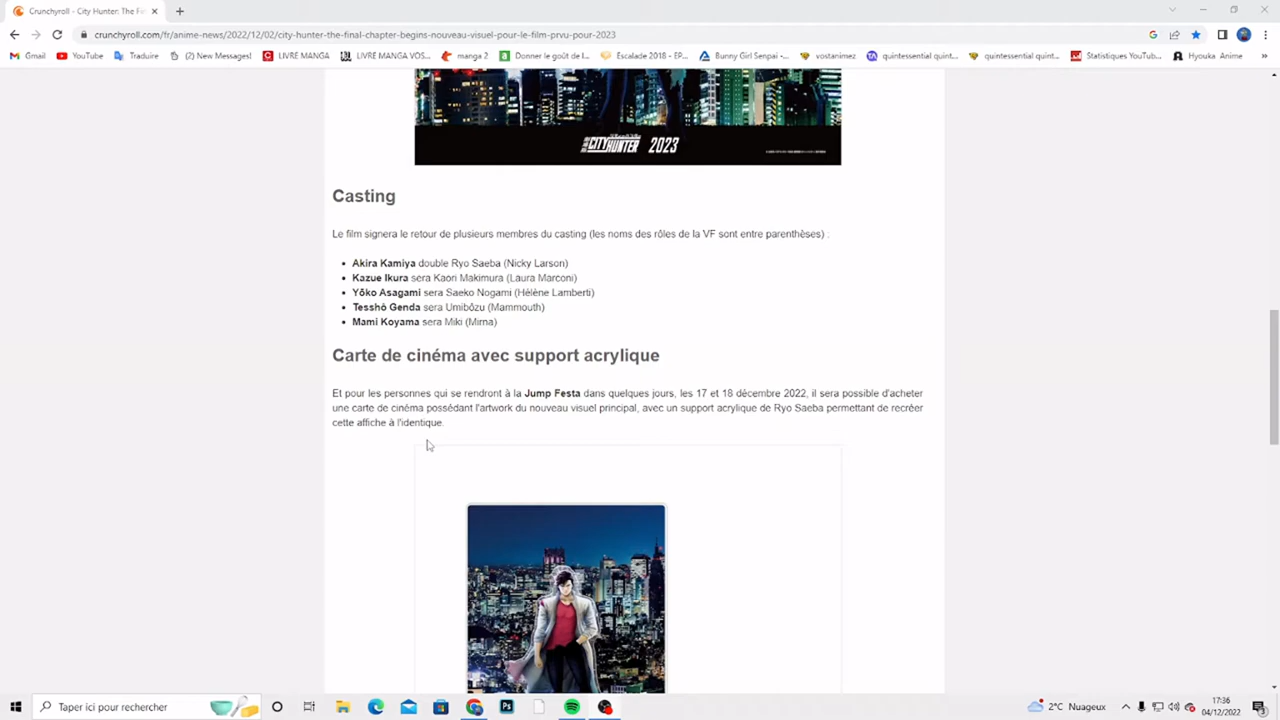 Crunchyroll - City Hunter: The Fi
crunchyroll.com/fr/anime-news/2022/12/02/city-hunter-the-final-chapter-begins-nouveau-visuel-pour-le-film-prvu-pour-2023
Gmail YouTube Traduire (2) New Messages! LIVRE MANGA LIVRE MANGA VOS... manga 2 Donner le goût de l... Escalade 2018 - EP... Bunny Girl Senpai -... vostanimez quintessential quint... quintessential quint... Statistiques YouTub... Hyouka Anime »
CITYHUNTER 2023
Casting
Le film signera le retour de plusieurs membres du casting (les noms des rôles de la VF sont entre parenthèses) :
• Akira Kamiya double Ryo Saeba (Nicky Larson)
• Kazue Ikura sera Kaori Makimura (Laura Marconi)
• Yōko Asagami sera Saeko Nogami (Hélène Lamberti)
• Tesshō Genda sera Umibōzu (Mammouth)
• Mami Koyama sera Miki (Mirna)
Carte de cinéma avec support acrylique
Et pour les personnes qui se rendront à la Jump Festa dans quelques jours, les 17 et 18 décembre 2022, il sera possible d'acheter
une carte de cinéma possédant l'artwork du nouveau visuel principal, avec un support acrylique de Ryo Saeba permettant de recréer
cette affiche à l'identique.
Taper ici pour rechercher
Ps
2°C Nuageux
17:36
04/12/2022